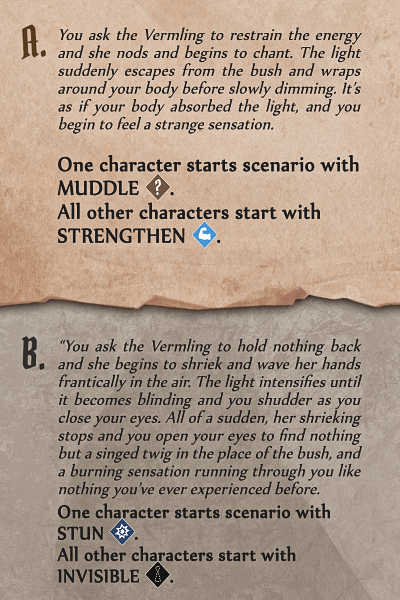 A.
You ask the Vermling to restrain the energy
and she nods and begins to chant. The light
suddenly escapes from the bush and wraps
around your body before slowly dimming. It's
as if your body absorbed the light, and you
begin to feel a strange sensation.
One character starts scenario with
MUDDLE ?.
All other characters start with
STRENGTHEN .
B.
“You ask the Vermling to hold nothing back
and she begins to shriek and wave her hands
frantically in the air. The light intensifies until
it becomes blinding and you shudder as you
close your eyes. All of a sudden, her shrieking
stops and you open your eyes to find nothing
but a singed twig in the place of the bush, and
a burning sensation running through you like
nothing you've ever experienced before.
One character starts scenario with
STUN .
All other characters start with
INVISIBLE .